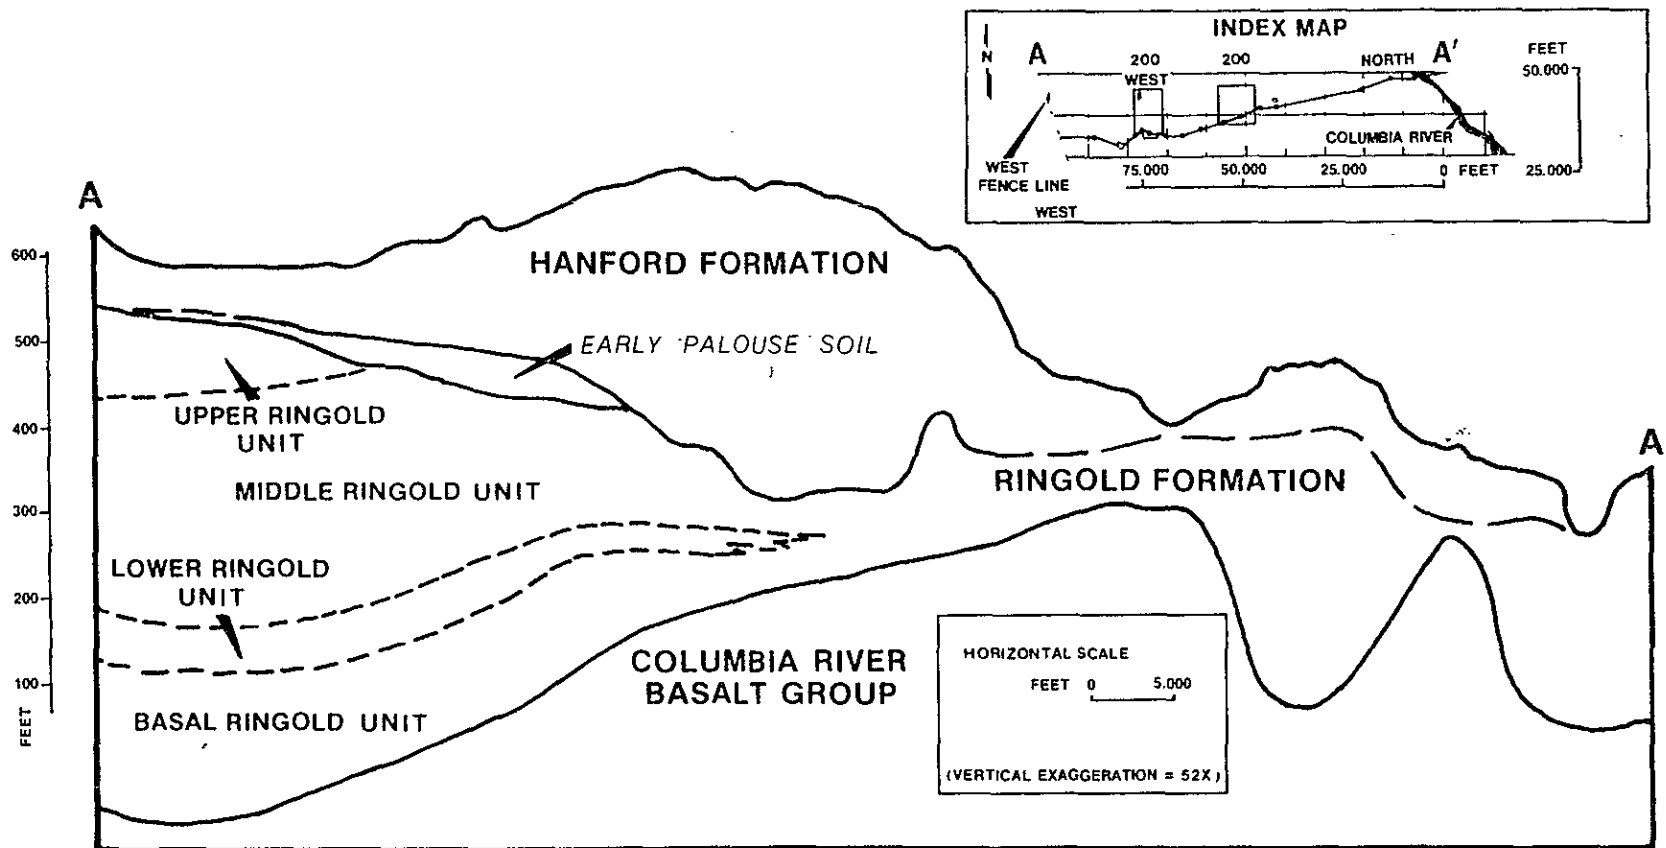 INDEX MAP
N
A
200
200
NORTH
A'
FEET
WEST
50.000
COLUMBIA RIVER
WEST
FENCE LINE
75.000
50.000
25.000
0
FEET
25.000
WEST
A
600
HANFORD FORMATION
500
EARLY 'PALOUSE' SOIL
UPPER RINGOLD
UNIT
400
A
MIDDLE RINGOLD UNIT
RINGOLD FORMATION
300
LOWER RINGOLD
UNIT
200
COLUMBIA RIVER
BASALT GROUP
HORIZONTAL SCALE
FEET 0 5.000
100
BASAL RINGOLD UNIT
FEET
(VERTICAL EXAGGERATION = 52X)